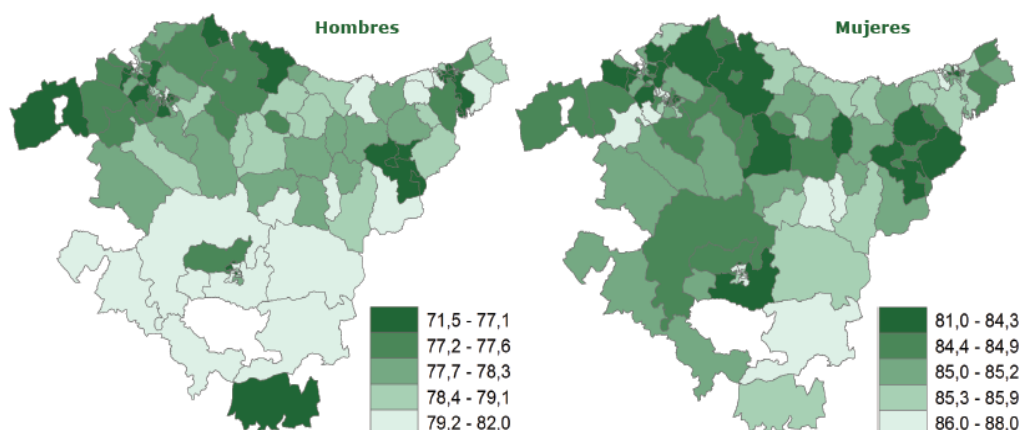 Hombres
71,5 - 77,1
77,2 - 77,6
77,7 - 78,3
78,4 - 79,1
79,2 - 82,0
Mujeres
81,0 - 84,3
84,4 - 84,9
85,0 - 85,2
85,3 - 85,9
86,0 - 88,0